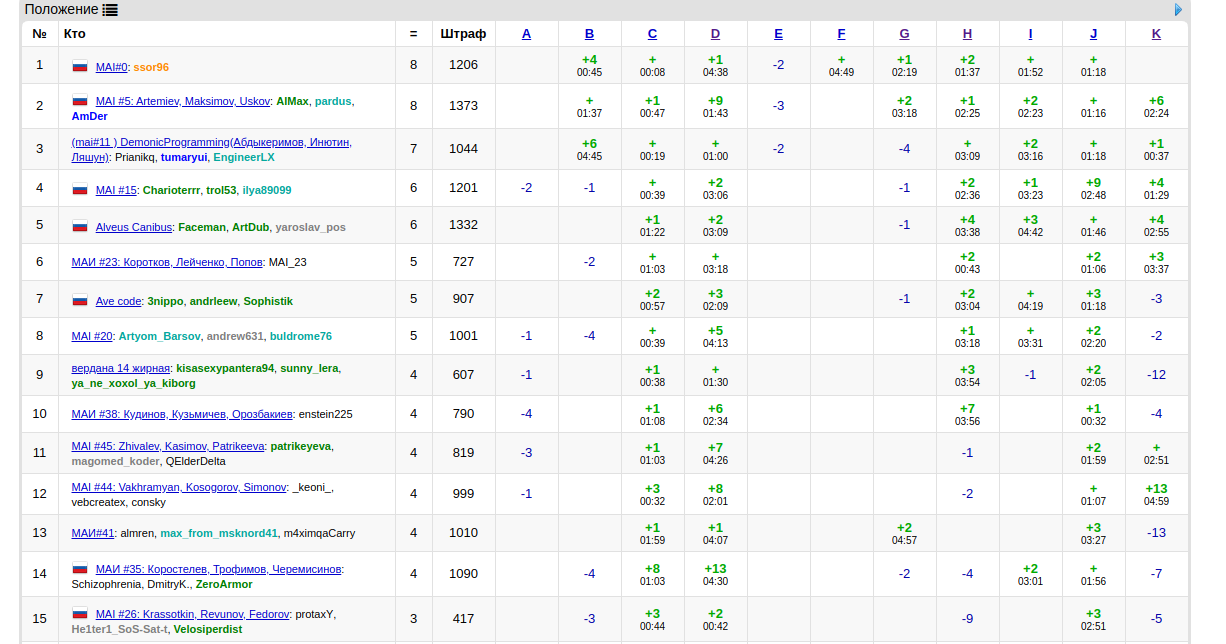 Положение
№ Кто = Штраф A B C D E F G H I J K
1 MAI#0: ssor96 8 1206 +4 + +1 -2 + +1 +2 + +
00:45 00:08 04:38 04:49 02:19 01:37 01:52 01:18
2 MAI #5: Artemiev, Maksimov, Uskov: AlMax, pardus, 8 1373 + +1 +9 -3 +2 +1 +2 + +6
AmDer 01:37 00:47 01:43 03:18 02:25 02:23 01:16 02:24
3 (mai#11 ) DemonicProgramming(Абдыкеримов, Инютин, 7 1044 +6 + + -2 -4 + +2 + +1
Ляшун): Prianikq, tumaryui, EngineerLX 04:45 00:19 01:00 03:09 03:16 01:18 00:37
4 MAI #15: Charioterrr, trol53, ilya89099 6 1201 -2 -1 + +2 -1 +2 +1 +9 +4
00:39 03:06 02:36 03:23 02:48 01:29
5 Alveus Canibus: Faceman, ArtDub, yaroslav_pos 6 1332 +1 +2 -1 +4 +3 + +4
01:22 03:09 03:38 04:42 01:46 02:55
6 МАИ #23: Коротков, Лейченко, Попов: MAI_23 5 727 -2 + + +2 +2 +3
01:03 03:18 00:43 01:06 03:37
7 Ave code: 3nippo, andrleew, Sophistik 5 907 +2 +3 -1 +2 + +3 -3
00:57 02:09 03:04 04:19 01:18
8 MAI #20: Artyom_Barsov, andrew631, buldrome76 5 1001 -1 -4 + +5 +1 + +2 -2
00:39 04:13 03:18 03:31 02:20
9 вердана 14 жирная: kisasexypantera94, sunny_lera, 4 607 -1 +1 + +3 -1 +2 -12
ya_ne_xoxol_ya_kiborg 00:38 01:30 03:54 02:05
10 МАИ #38: Кудинов, Кузьмичев, Орозбакиев: enstein225 4 790 -4 +1 +6 +7 +1 -4
01:08 02:34 03:56 00:32
11 MAI #45: Zhivalev, Kasimov, Patrikeeva: patrikeyeva, 4 819 -3 +1 +7 -1 +2 +
magomed_koder, QElderDelta 01:03 04:26 01:59 02:51
12 MAI #44: Vakhramyan, Kosogorov, Simonov: _keoni_, 4 999 -1 +3 +8 -2 + +13
vebcreatex, consky 00:32 02:01 01:07 04:59
13 МАИ#41: almren, max_from_msknord41, m4ximqaCarry 4 1010 +1 +1 +2 +3 -13
01:59 04:07 04:57 03:27
14 МАИ #35: Коростелев, Трофимов, Черемисинов: 4 1090 -4 +8 +13 -2 -4 +2 + -7
Schizophrenia, DmitryK., ZeroArmor 01:03 04:30 03:01 01:56
15 MAI #26: Krassotkin, Revunov, Fedorov: protaxY, 3 417 -3 +3 +2 -9 +3 -5
He1ter1_SoS-Sat-t, Velosiperdist 00:44 00:42 02:51